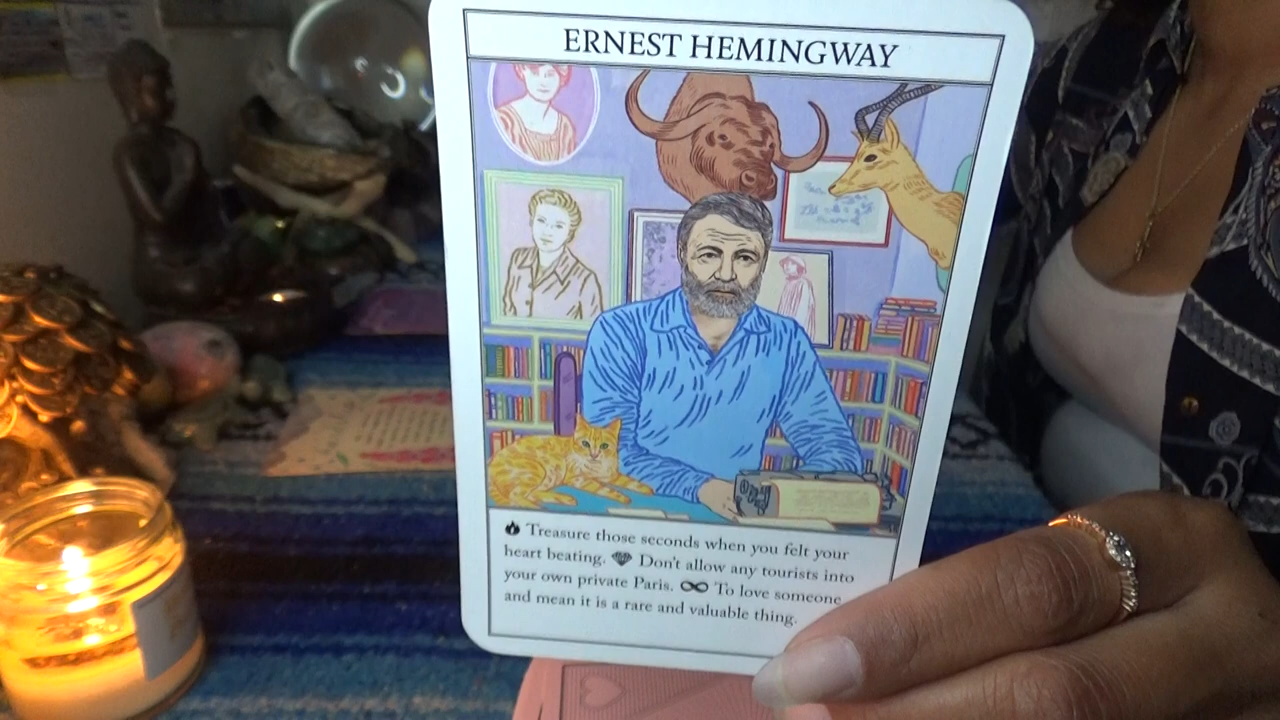 ERNEST HEMINGWAY
Treasure those seconds when you felt your
heart beating. Don't allow any tourists into
your own private Paris. ∞ To love someone
and mean it is a rare and valuable thing.